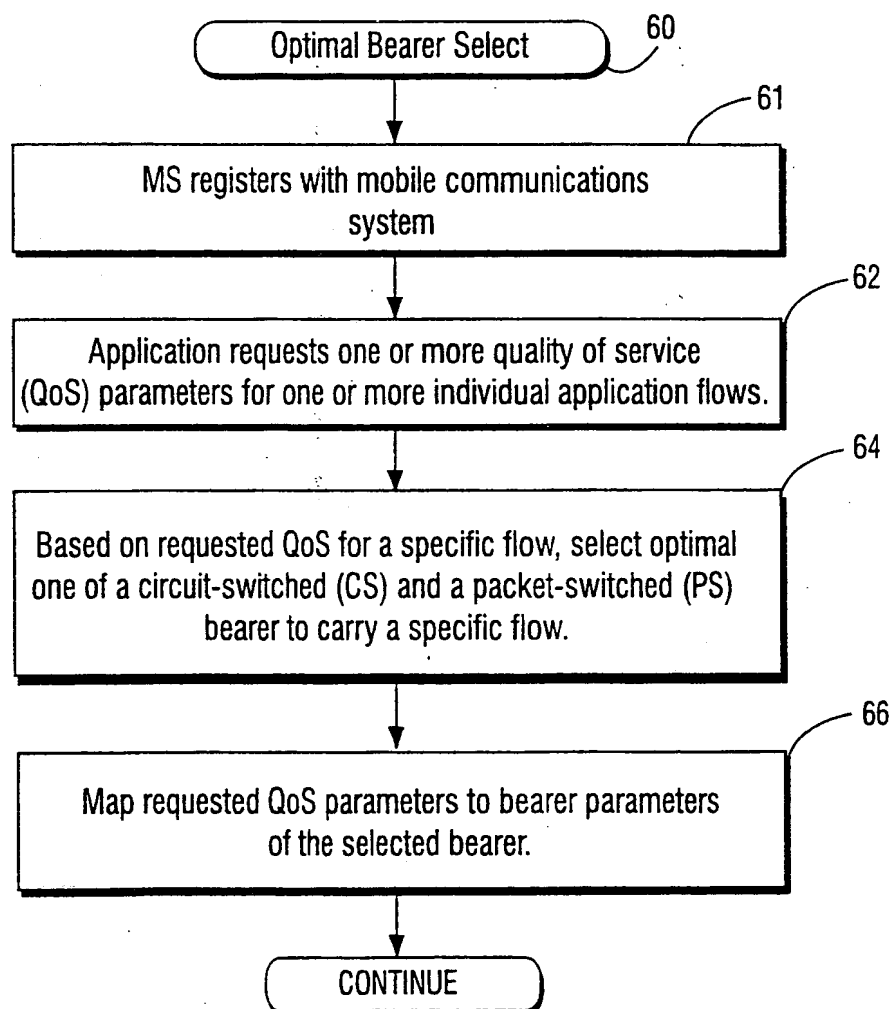 Optimal Bearer Select
60
61
MS registers with mobile communications
system
62
Application requests one or more quality of service
(QoS) parameters for one or more individual application flows.
64
Based on requested QoS for a specific flow, select optimal
one of a circuit-switched (CS) and a packet-switched (PS)
bearer to carry a specific flow.
66
Map requested QoS parameters to bearer parameters
of the selected bearer.
CONTINUE